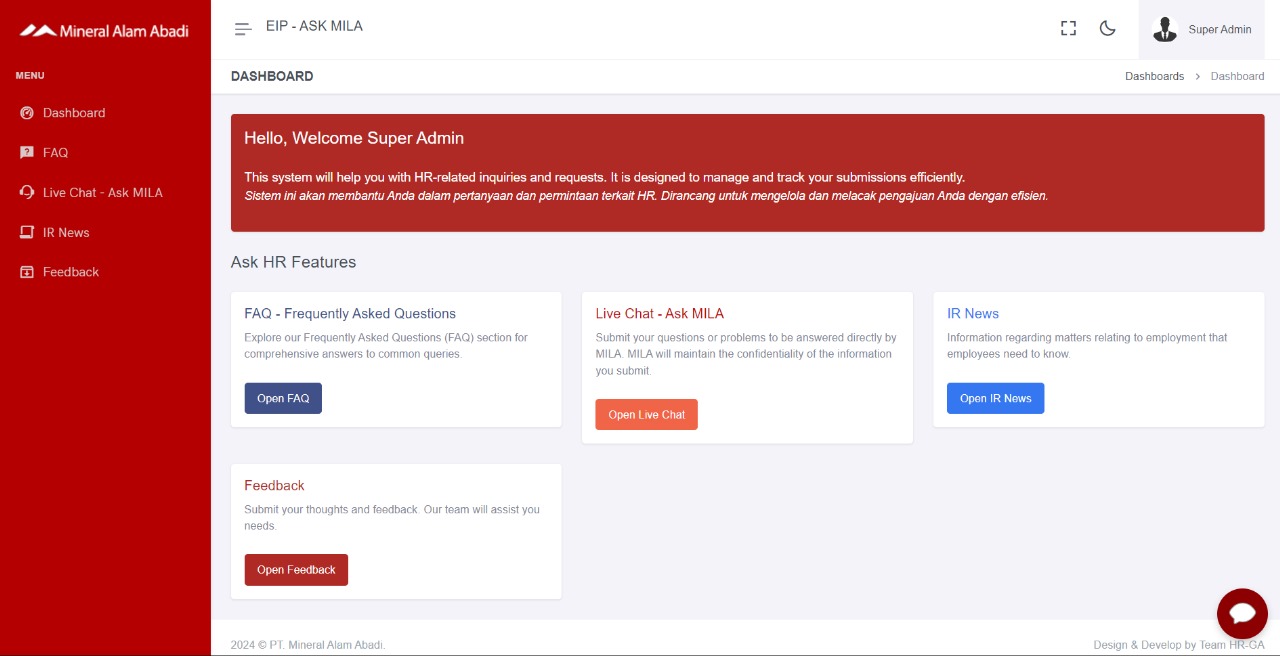 Mineral Alam Abadi
EIP - ASK MILA
Super Admin
MENU
Dashboard
FAQ
Live Chat - Ask MILA
IR News
Feedback
DASHBOARD
Dashboards > Dashboard
Hello, Welcome Super Admin
This system will help you with HR-related inquiries and requests. It is designed to manage and track your submissions efficiently.
Sistem ini akan membantu Anda dalam pertanyaan dan permintaan terkait HR. Dirancang untuk mengelola dan melacak pengajuan Anda dengan efisien.
Ask HR Features
FAQ - Frequently Asked Questions
Explore our Frequently Asked Questions (FAQ) section for
comprehensive answers to common queries.
Open FAQ
Live Chat - Ask MILA
Submit your questions or problems to be answered directly by
MILA. MILA will maintain the confidentiality of the information
you submit.
Open Live Chat
IR News
Information regarding matters relating to employment that
employees need to know.
Open IR News
Feedback
Submit your thoughts and feedback. Our team will assist you
needs.
Open Feedback
2024 © PT. Mineral Alam Abadi.
Design & Develop by Team HR-GA